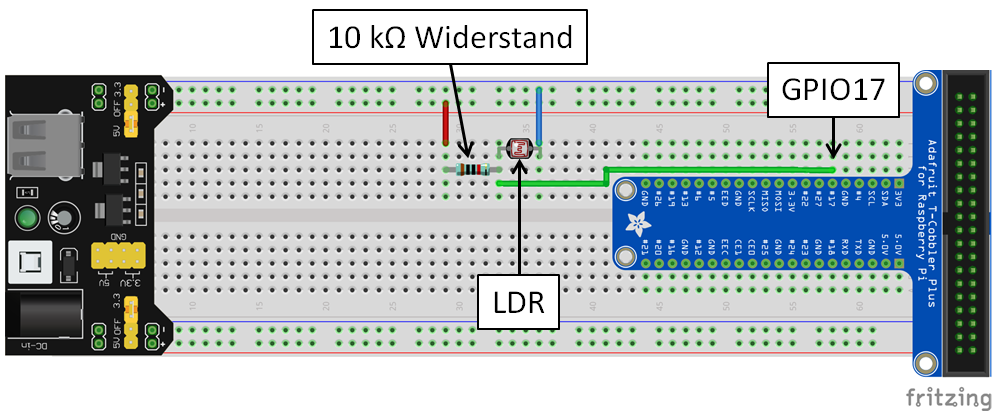 10 kΩ Widerstand
GPIO17
LDR
3.3
OFF
5V
-
+
GND
5V
3.3V
3.3
OFF
5V
-
+
DC-in
10
15
20
25
30
35
40
45
50
55
60
GND #26 #19 #13 #6 #5 EED GND MCLK MISO MOSI 3.3V #22 #27 #17 GND #4 SCL SDA 3V3
#21 #20 #16 GND #12 GND EEC CE1 CE0 #25 GND #24 #23 GND #18 RXD TXD GND 5.0V 5.0V
Adafruit T-Cobbler Plus
for Raspberry Pi
fritzing